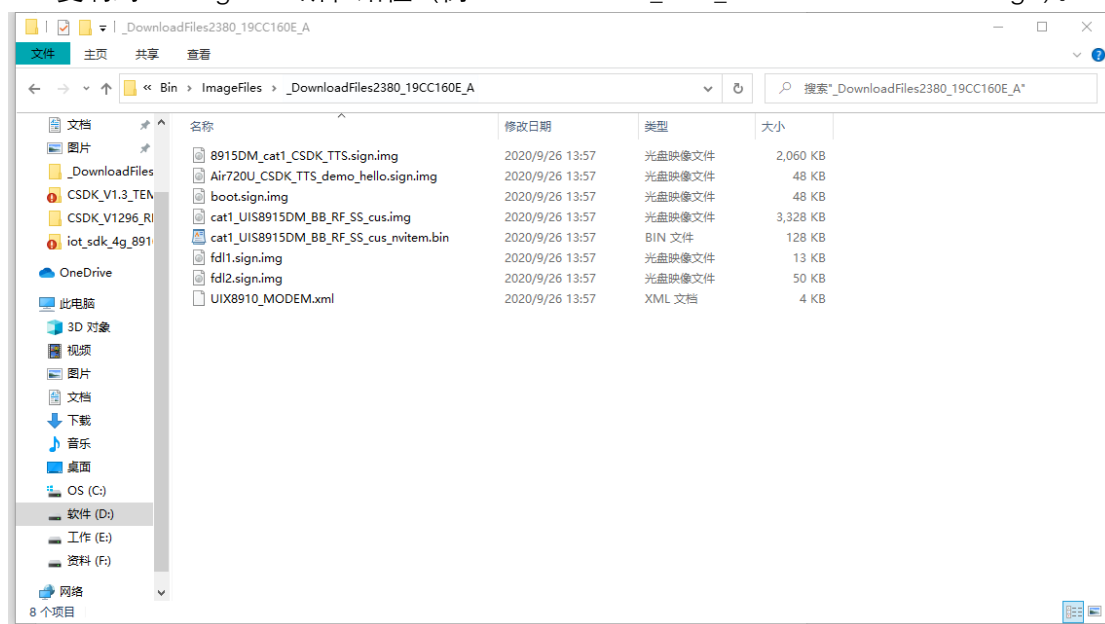 _DownloadFiles2380_19CC160E_A
文件 主页 共享 查看
« Bin › ImageFiles › _DownloadFiles2380_19CC160E_A
搜索"_DownloadFiles2380_19CC160E_A"
名称 修改日期 类型 大小
文档
图片
_DownloadFiles
CSDK_V1.3_TEM
CSDK_V1296_RI
iot_sdk_4g_891
OneDrive
此电脑
3D 对象
视频
图片
文档
下载
音乐
桌面
OS (C:)
软件 (D:)
工作 (E:)
资料 (F:)
网络
8915DM_cat1_CSDK_TTS.sign.img 2020/9/26 13:57 光盘映像文件 2,060 KB
Air720U_CSDK_TTS_demo_hello.sign.img 2020/9/26 13:57 光盘映像文件 48 KB
boot.sign.img 2020/9/26 13:57 光盘映像文件 48 KB
cat1_UIS8915DM_BB_RF_SS_cus.img 2020/9/26 13:57 光盘映像文件 3,328 KB
cat1_UIS8915DM_BB_RF_SS_cus_nvitem.bin 2020/9/26 13:57 BIN 文件 128 KB
fdl1.sign.img 2020/9/26 13:57 光盘映像文件 13 KB
fdl2.sign.img 2020/9/26 13:57 光盘映像文件 50 KB
UIX8910_MODEM.xml 2020/9/26 13:57 XML 文档 4 KB
8 个项目